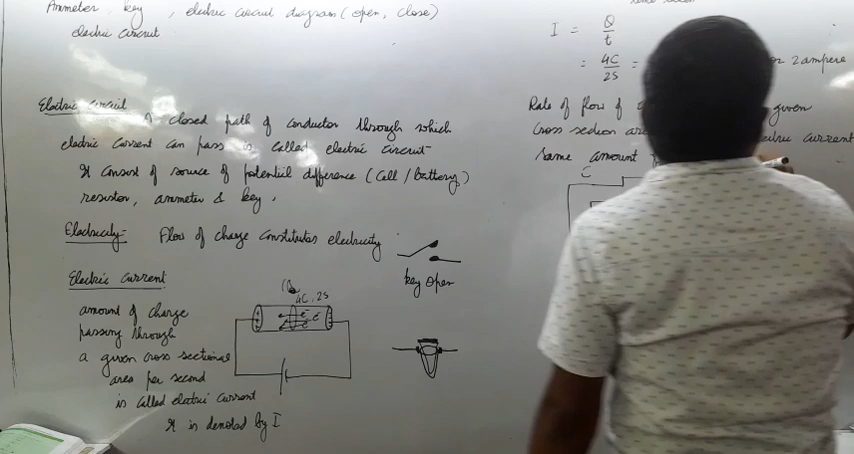 Ammeter, key, electric circuit diagram (open, close)
electric circuit
Electric circuit
A closed path of conductor through which
electric current can pass is called electric circuit-
It consist of source of potential difference (Cell / battery)
resistor, ammeter & key.
Electricity- Flow of charge constitutes electricity
key open
Electric Current
amount of charge
passing through
a given cross sectional
area per second
is called electric current
It is denoted by I
4C, 2S
e e e
I = Q/t
= 4C/2S =
or 2 ampere
Rate of flow of
given
cross section are
electric current
Same amount
C